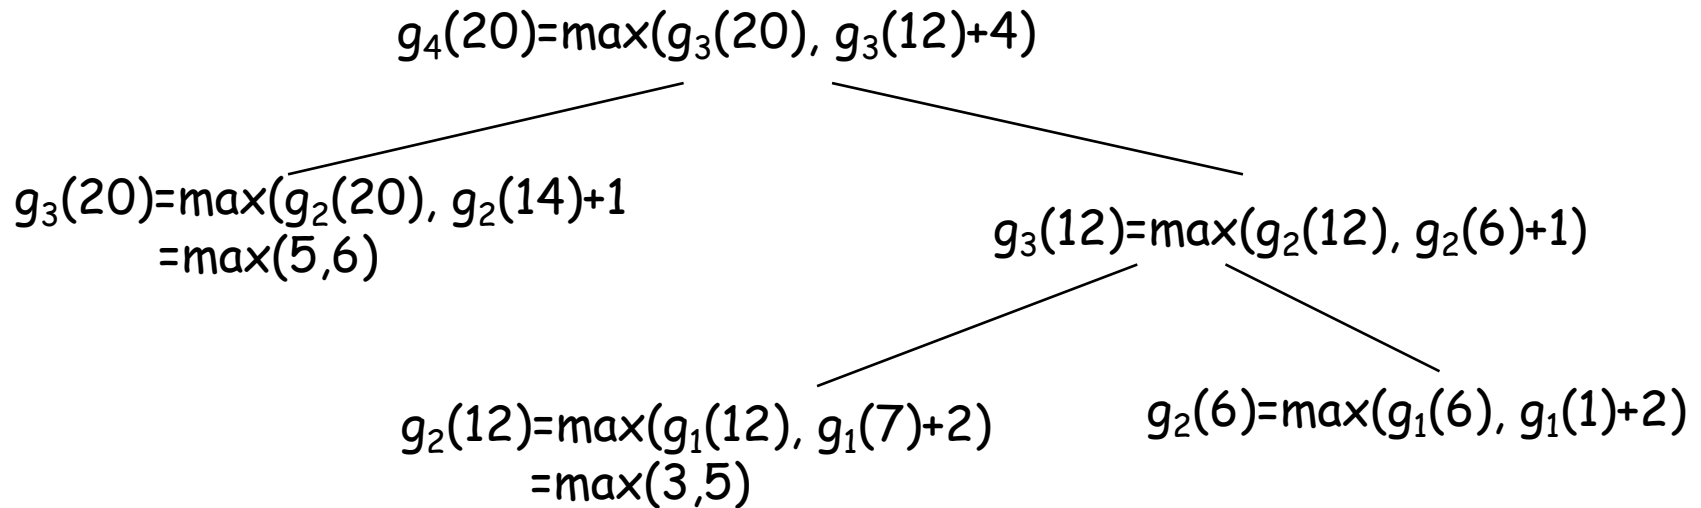 g₄(20)=max(g₃(20), g₃(12)+4)
g₃(20)=max(g₂(20), g₂(14)+1
=max(5,6)
g₃(12)=max(g₂(12), g₂(6)+1)
g₂(12)=max(g₁(12), g₁(7)+2)
=max(3,5)
g₂(6)=max(g₁(6), g₁(1)+2)